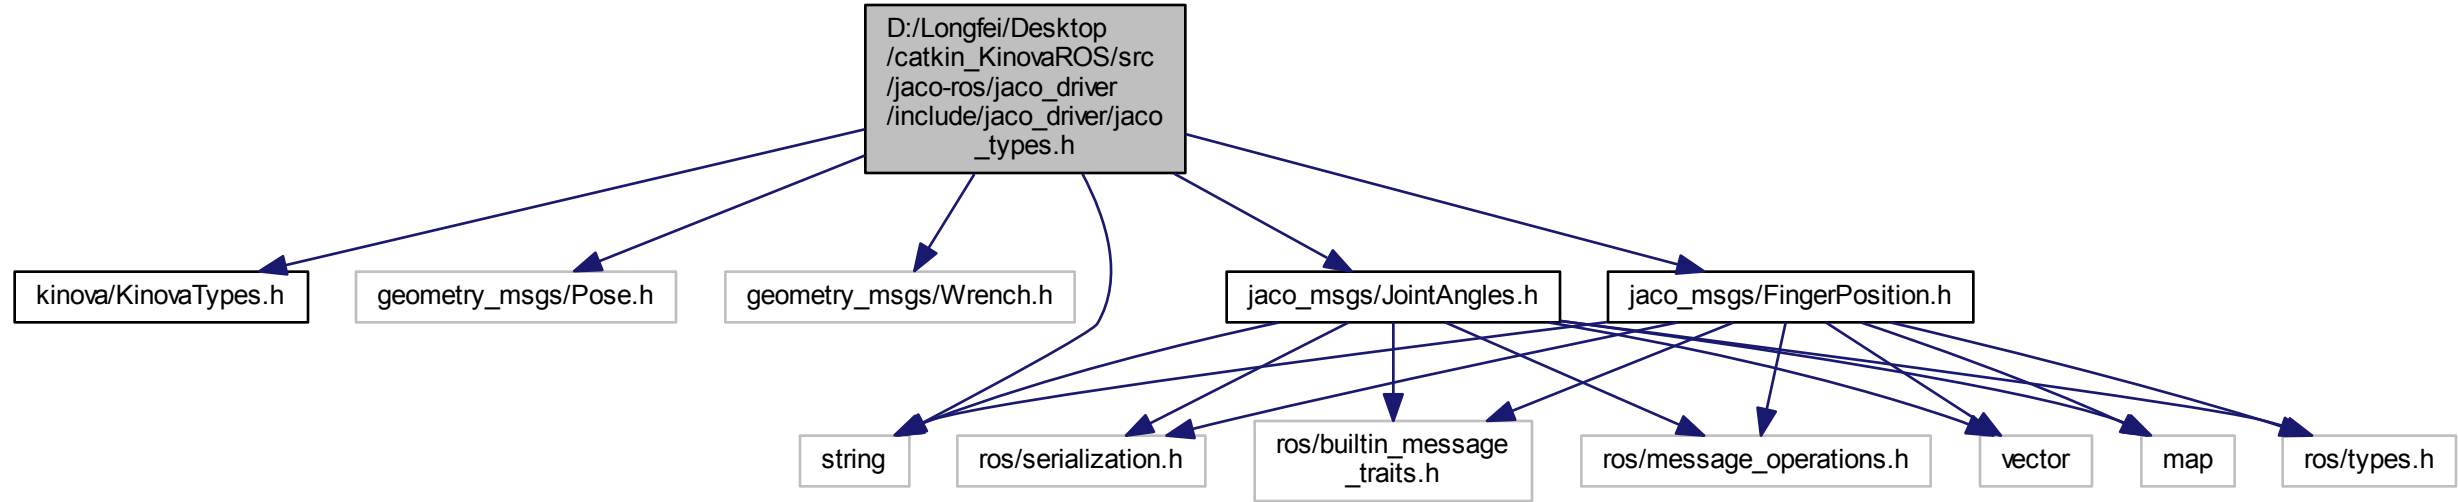 D:/Longfei/Desktop
/catkin_KinovaROS/src
/jaco-ros/jaco_driver
/include/jaco_driver/jaco
_types.h
kinova/KinovaTypes.h
geometry_msgs/Pose.h
geometry_msgs/Wrench.h
jaco_msgs/JointAngles.h
jaco_msgs/FingerPosition.h
string
ros/serialization.h
ros/builtin_message
_traits.h
ros/message_operations.h
vector
map
ros/types.h